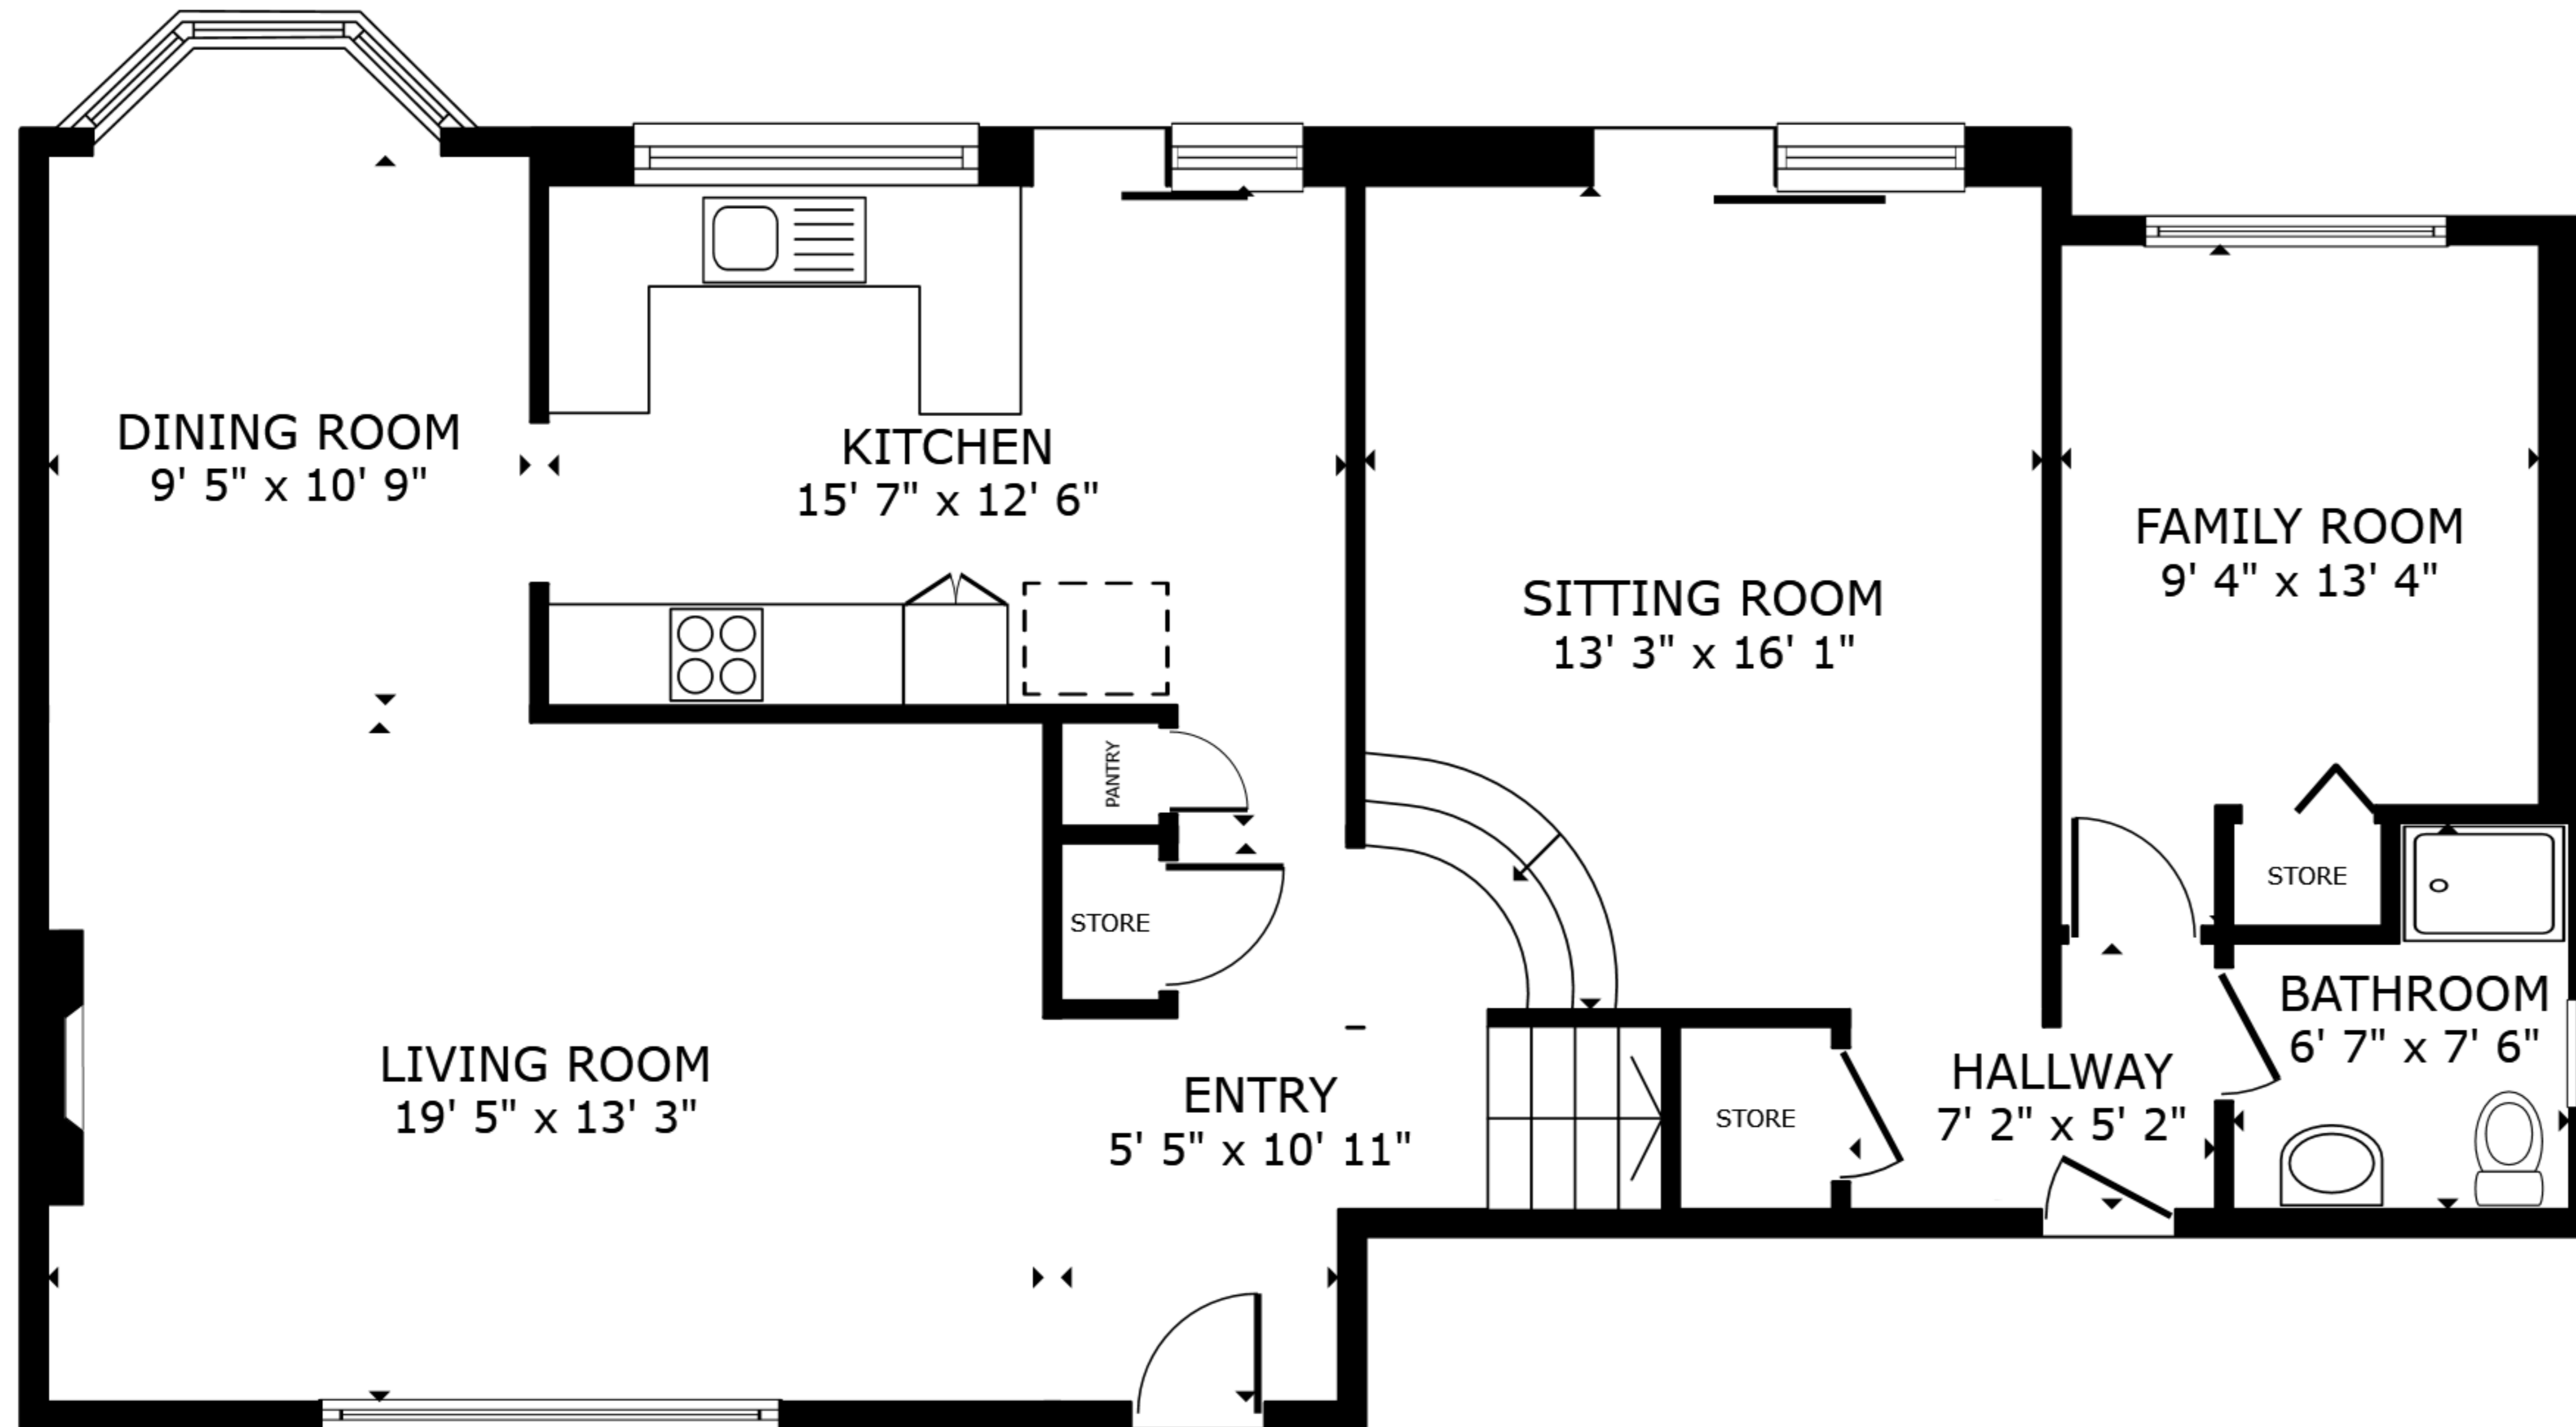 DINING ROOM
9' 5" x 10' 9"
KITCHEN
15' 7" x 12' 6"
SITTING ROOM
13' 3" x 16' 1"
FAMILY ROOM
9' 4" x 13' 4"
PANTRY
STORE
STORE
LIVING ROOM
19' 5" x 13' 3"
ENTRY
5' 5" x 10' 11"
STORE
HALLWAY
7' 2" x 5' 2"
BATHROOM
6' 7" x 7' 6"